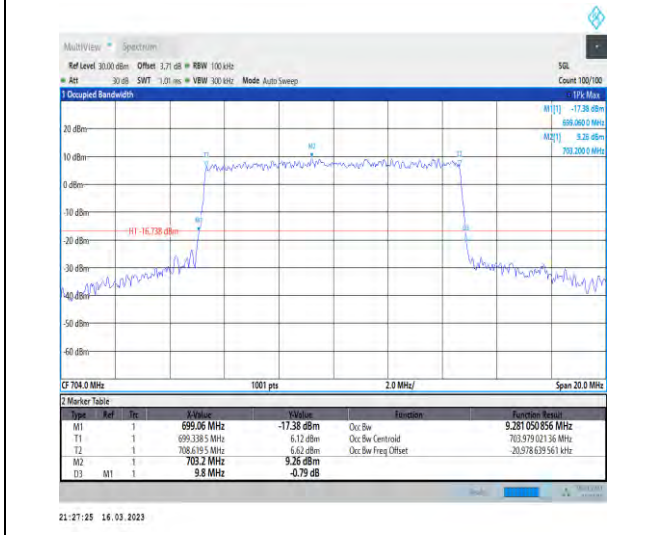 MultiView Spectrum
Ref Level 30.00 dBm Offset 3.71 dB RBW 100 kHz SGL
Att 30 dB SWT 1.01 ms VBW 300 kHz Mode Auto Sweep Count 100/100
1 Occupied Bandwidth 1Pk Max
M1[1] -17.38 dBm
699.060 0 MHz
M2[1] 9.26 dBm
703.200 0 MHz
20 dBm
10 dBm
0 dBm
-10 dBm
H1 -16.738 dBm
-20 dBm
-30 dBm
-40 dBm
-50 dBm
-60 dBm
T1
M2
T2
M1
D3
CF 704.0 MHz 1001 pts 2.0 MHz/ Span 20.0 MHz
2 Marker Table
Type Ref Trc X-Value Y-Value Function Function Result
M1 1 699.06 MHz -17.38 dBm Occ Bw 9.281 050 856 MHz
T1 1 699.338 5 MHz 6.12 dBm Occ Bw Centroid 703.979 021 36 MHz
T2 1 708.619 5 MHz 6.62 dBm Occ Bw Freq Offset -20.978 639 561 kHz
M2 1 703.2 MHz 9.26 dBm
D3 M1 1 9.8 MHz -0.79 dB
21:27:25 16.03.2023